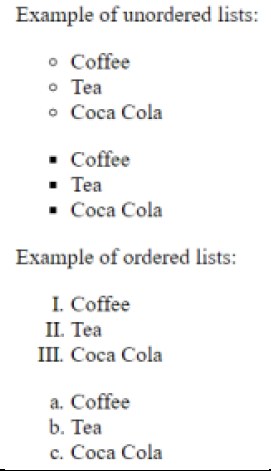 Example of unordered lists:
◦ Coffee
◦ Tea
◦ Coca Cola
▪ Coffee
▪ Tea
▪ Coca Cola
Example of ordered lists:
I. Coffee
II. Tea
III. Coca Cola
a. Coffee
b. Tea
c. Coca Cola